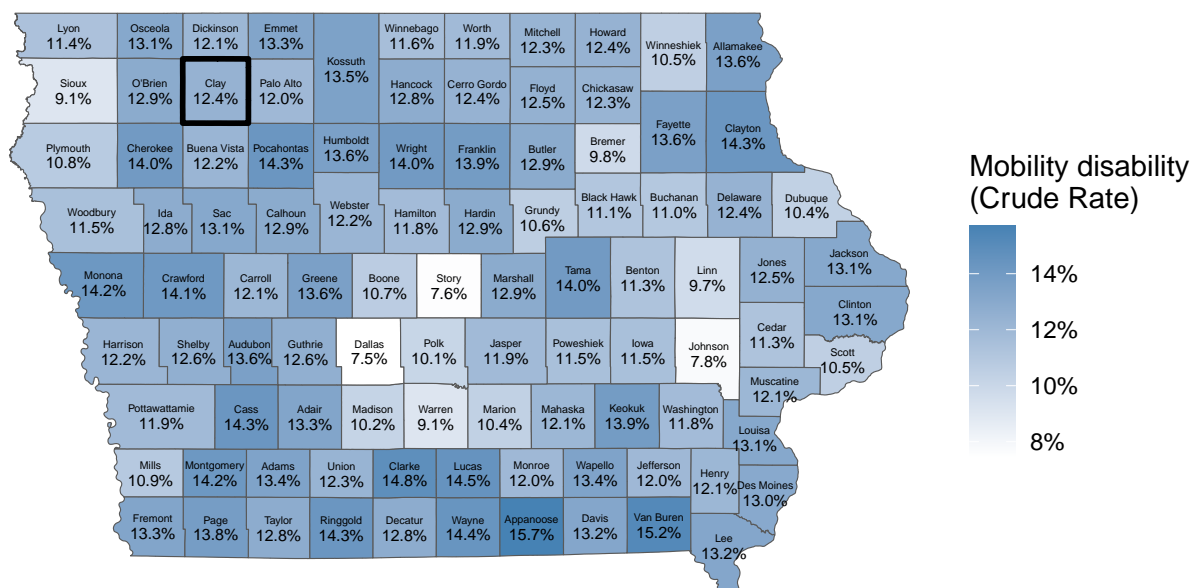 Lyon
11.4%
Osceola
13.1%
Dickinson
12.1%
Emmet
13.3%
Kossuth
13.5%
Winnebago
11.6%
Worth
11.9%
Mitchell
12.3%
Howard
12.4%
Winneshiek
10.5%
Allamakee
13.6%
Sioux
9.1%
O'Brien
12.9%
Clay
12.4%
Palo Alto
12.0%
Hancock
12.8%
Cerro Gordo
12.4%
Floyd
12.5%
Chickasaw
12.3%
Fayette
13.6%
Clayton
14.3%
Plymouth
10.8%
Cherokee
14.0%
Buena Vista
12.2%
Pocahontas
14.3%
Humboldt
13.6%
Wright
14.0%
Franklin
13.9%
Butler
12.9%
Bremer
9.8%
Mobility disability
(Crude Rate)
14%
12%
10%
8%
Woodbury
11.5%
Ida
12.8%
Sac
13.1%
Calhoun
12.9%
Webster
12.2%
Hamilton
11.8%
Hardin
12.9%
Grundy
10.6%
Black Hawk
11.1%
Buchanan
11.0%
Delaware
12.4%
Dubuque
10.4%
Monona
14.2%
Crawford
14.1%
Carroll
12.1%
Greene
13.6%
Boone
10.7%
Story
7.6%
Marshall
12.9%
Tama
14.0%
Benton
11.3%
Linn
9.7%
Jones
12.5%
Jackson
13.1%
Clinton
13.1%
Harrison
12.2%
Shelby
12.6%
Audubon
13.6%
Guthrie
12.6%
Dallas
7.5%
Polk
10.1%
Jasper
11.9%
Poweshiek
11.5%
Iowa
11.5%
Johnson
7.8%
Cedar
11.3%
Scott
10.5%
Muscatine
12.1%
Pottawattamie
11.9%
Cass
14.3%
Adair
13.3%
Madison
10.2%
Warren
9.1%
Marion
10.4%
Mahaska
12.1%
Keokuk
13.9%
Washington
11.8%
Louisa
13.1%
Mills
10.9%
Montgomery
14.2%
Adams
13.4%
Union
12.3%
Clarke
14.8%
Lucas
14.5%
Monroe
12.0%
Wapello
13.4%
Jefferson
12.0%
Henry
12.1%
Des Moines
13.0%
Fremont
13.3%
Page
13.8%
Taylor
12.8%
Ringgold
14.3%
Decatur
12.8%
Wayne
14.4%
Appanoose
15.7%
Davis
13.2%
Van Buren
15.2%
Lee
13.2%